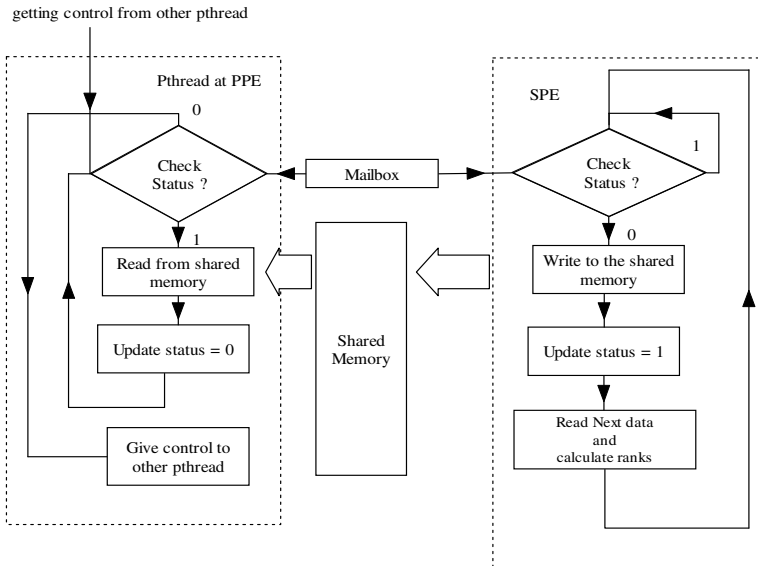 getting control from other pthread
Pthread at PPE
0
Check
Status ?
1
Read from shared
memory
Update status = 0
Give control to
other pthread
Mailbox
Shared
Memory
SPE
1
Check
Status ?
0
Write to the shared
memory
Update status = 1
Read Next data
and
calculate ranks